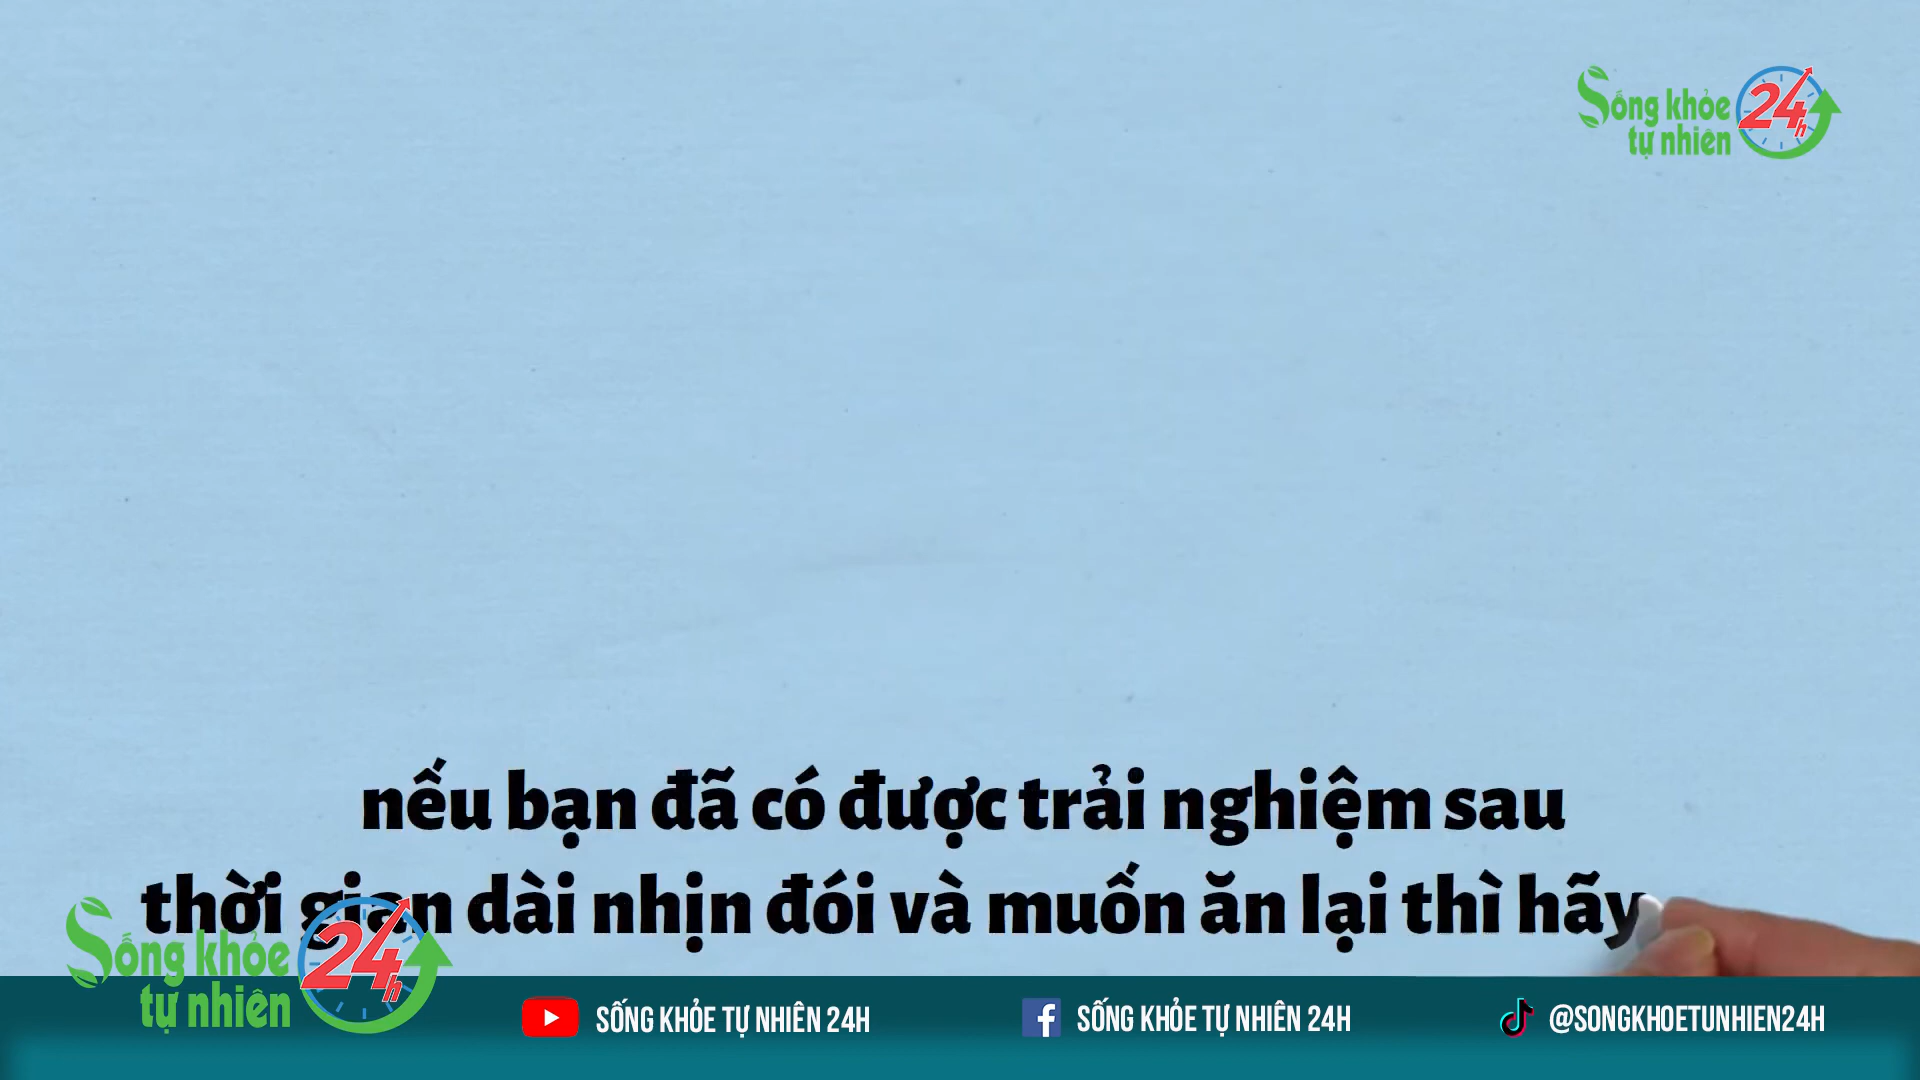 Sống khỏe 24h
tự nhiên
nếu bạn đã có được trải nghiệm sau
thời gian dài nhịn đói và muốn ăn lại thì hãy
Sống khỏe 24h
tự nhiên
SỐNG KHỎE TỰ NHIÊN 24H
SỐNG KHỎE TỰ NHIÊN 24H
@SONGKHOETUNHIEN24H